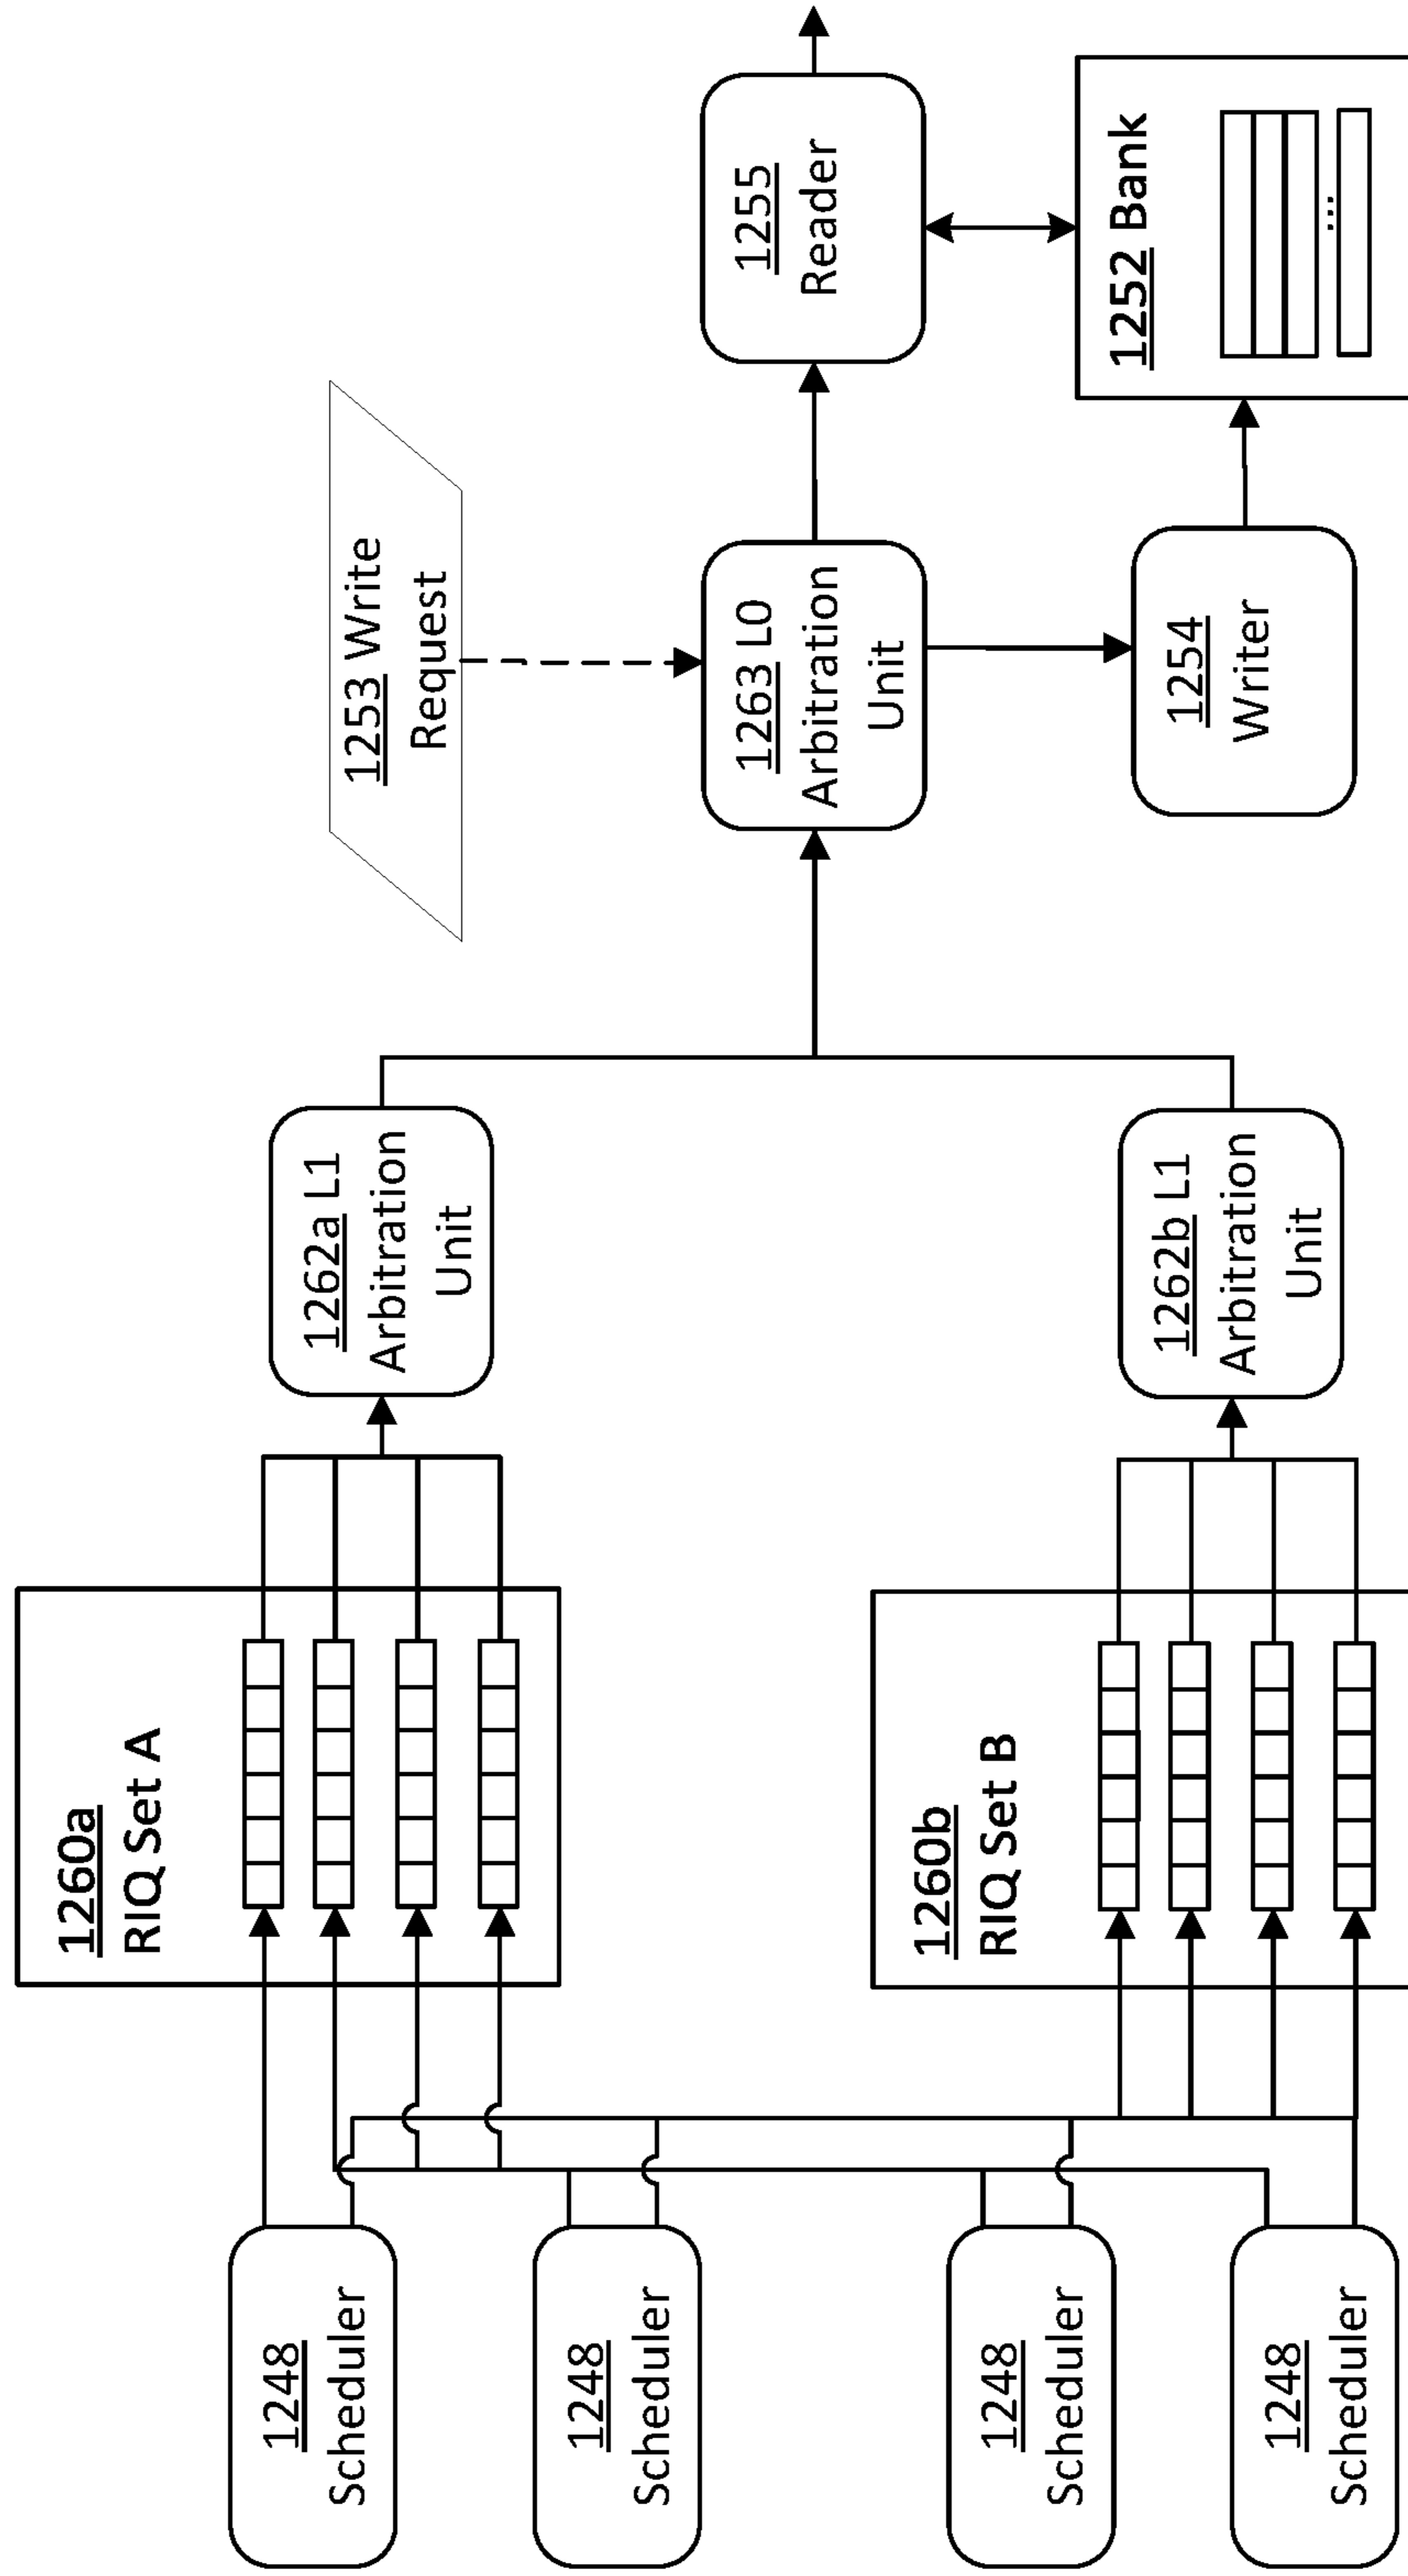 1248
Scheduler
1248
Scheduler
1248
Scheduler
1248
Scheduler
1260a
RIQ Set A
1260b
RIQ Set B
1262a L1
Arbitration
Unit
1262b L1
Arbitration
Unit
1253 Write
Request
1263 L0
Arbitration
Unit
1254
Writer
1255
Reader
1252 Bank
...